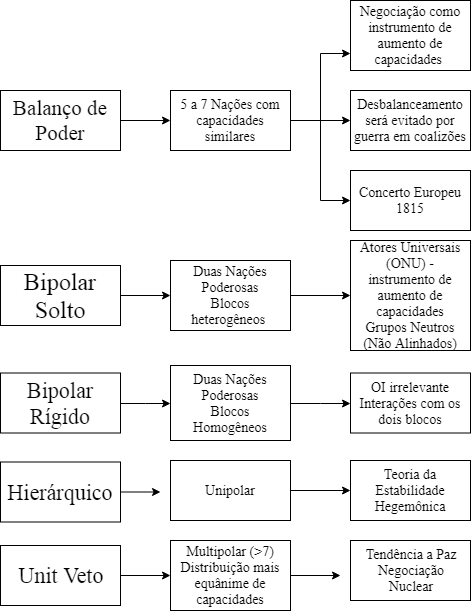 Balanço de
Poder
5 a 7 Nações com
capacidades
similares
Negociação como
instrumento de
aumento de
capacidades
Desbalanceamento
será evitado por
guerra em coalizões
Concerto Europeu
1815
Bipolar
Solto
Duas Nações
Poderosas
Blocos
heterogêneos
Atores Universais
(ONU) -
instrumento de
aumento de
capacidades
Grupos Neutros
(Não Alinhados)
Bipolar
Rígido
Duas Nações
Poderosas
Blocos
Homogêneos
OI irrelevante
Interações com os
dois blocos
Hierárquico
Unipolar
Teoria da
Estabilidade
Hegemônica
Unit Veto
Multipolar (>7)
Distribuição mais
equânime de
capacidades
Tendência a Paz
Negociação
Nuclear